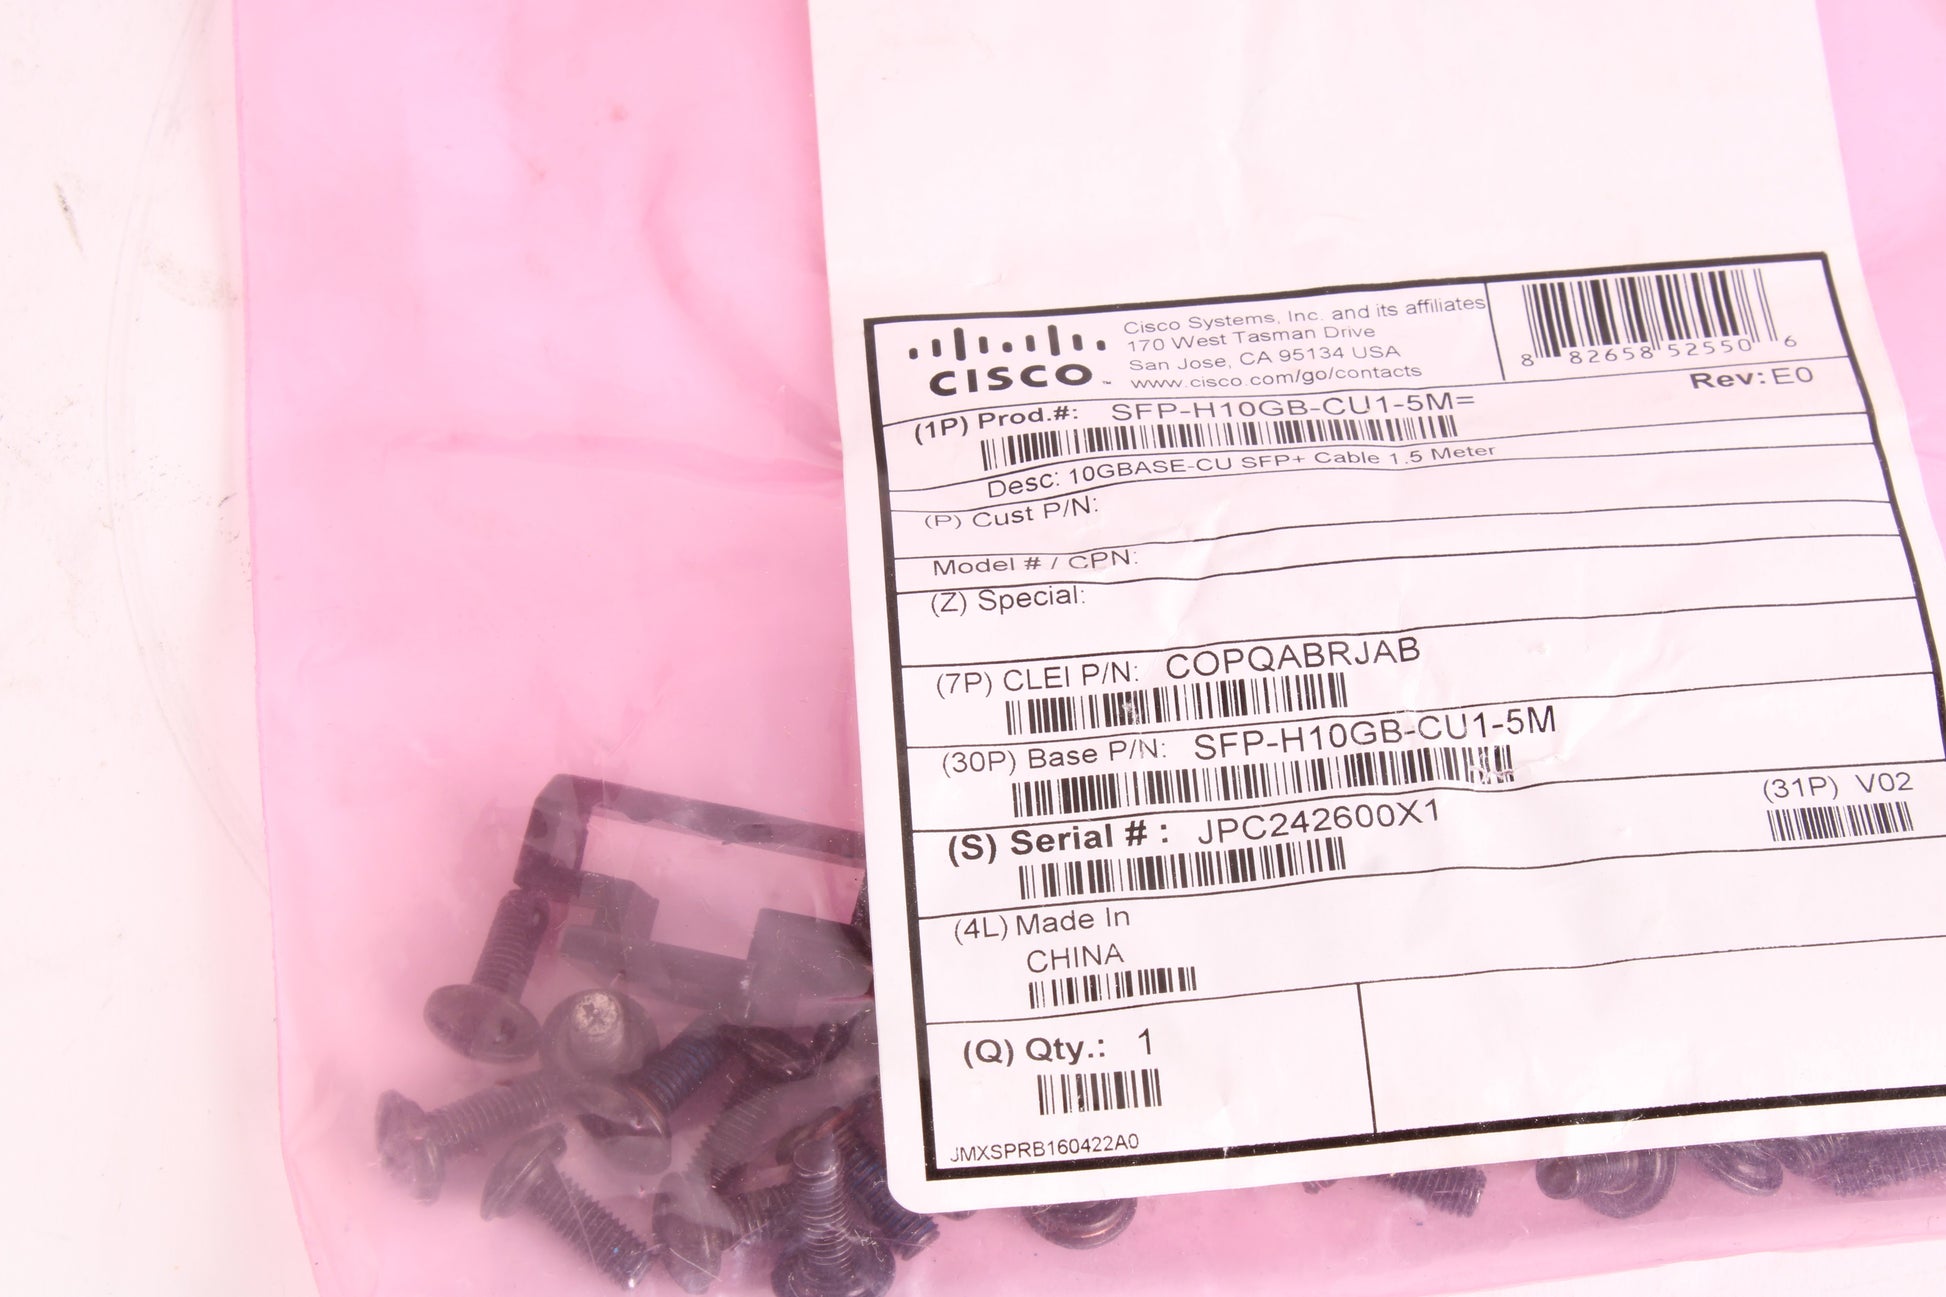 CISCO
Cisco Systems, Inc. and its affiliates
170 West Tasman Drive
San Jose, CA 95134 USA
www.cisco.com/go/contacts
8 82658 52550 6
Rev: E0
(1P) Prod.#: SFP-H10GB-CU1-5M=
Desc: 10GBASE-CU SFP+ Cable 1.5 Meter
(P) Cust P/N:
Model # / CPN:
(Z) Special:
(7P) CLEI P/N: COPQABRJAB
(30P) Base P/N: SFP-H10GB-CU1-5M
(31P) V02
(S) Serial # : JPC242600X1
(4L) Made In
CHINA
(Q) Qty.: 1
JMXSPRB160422A0